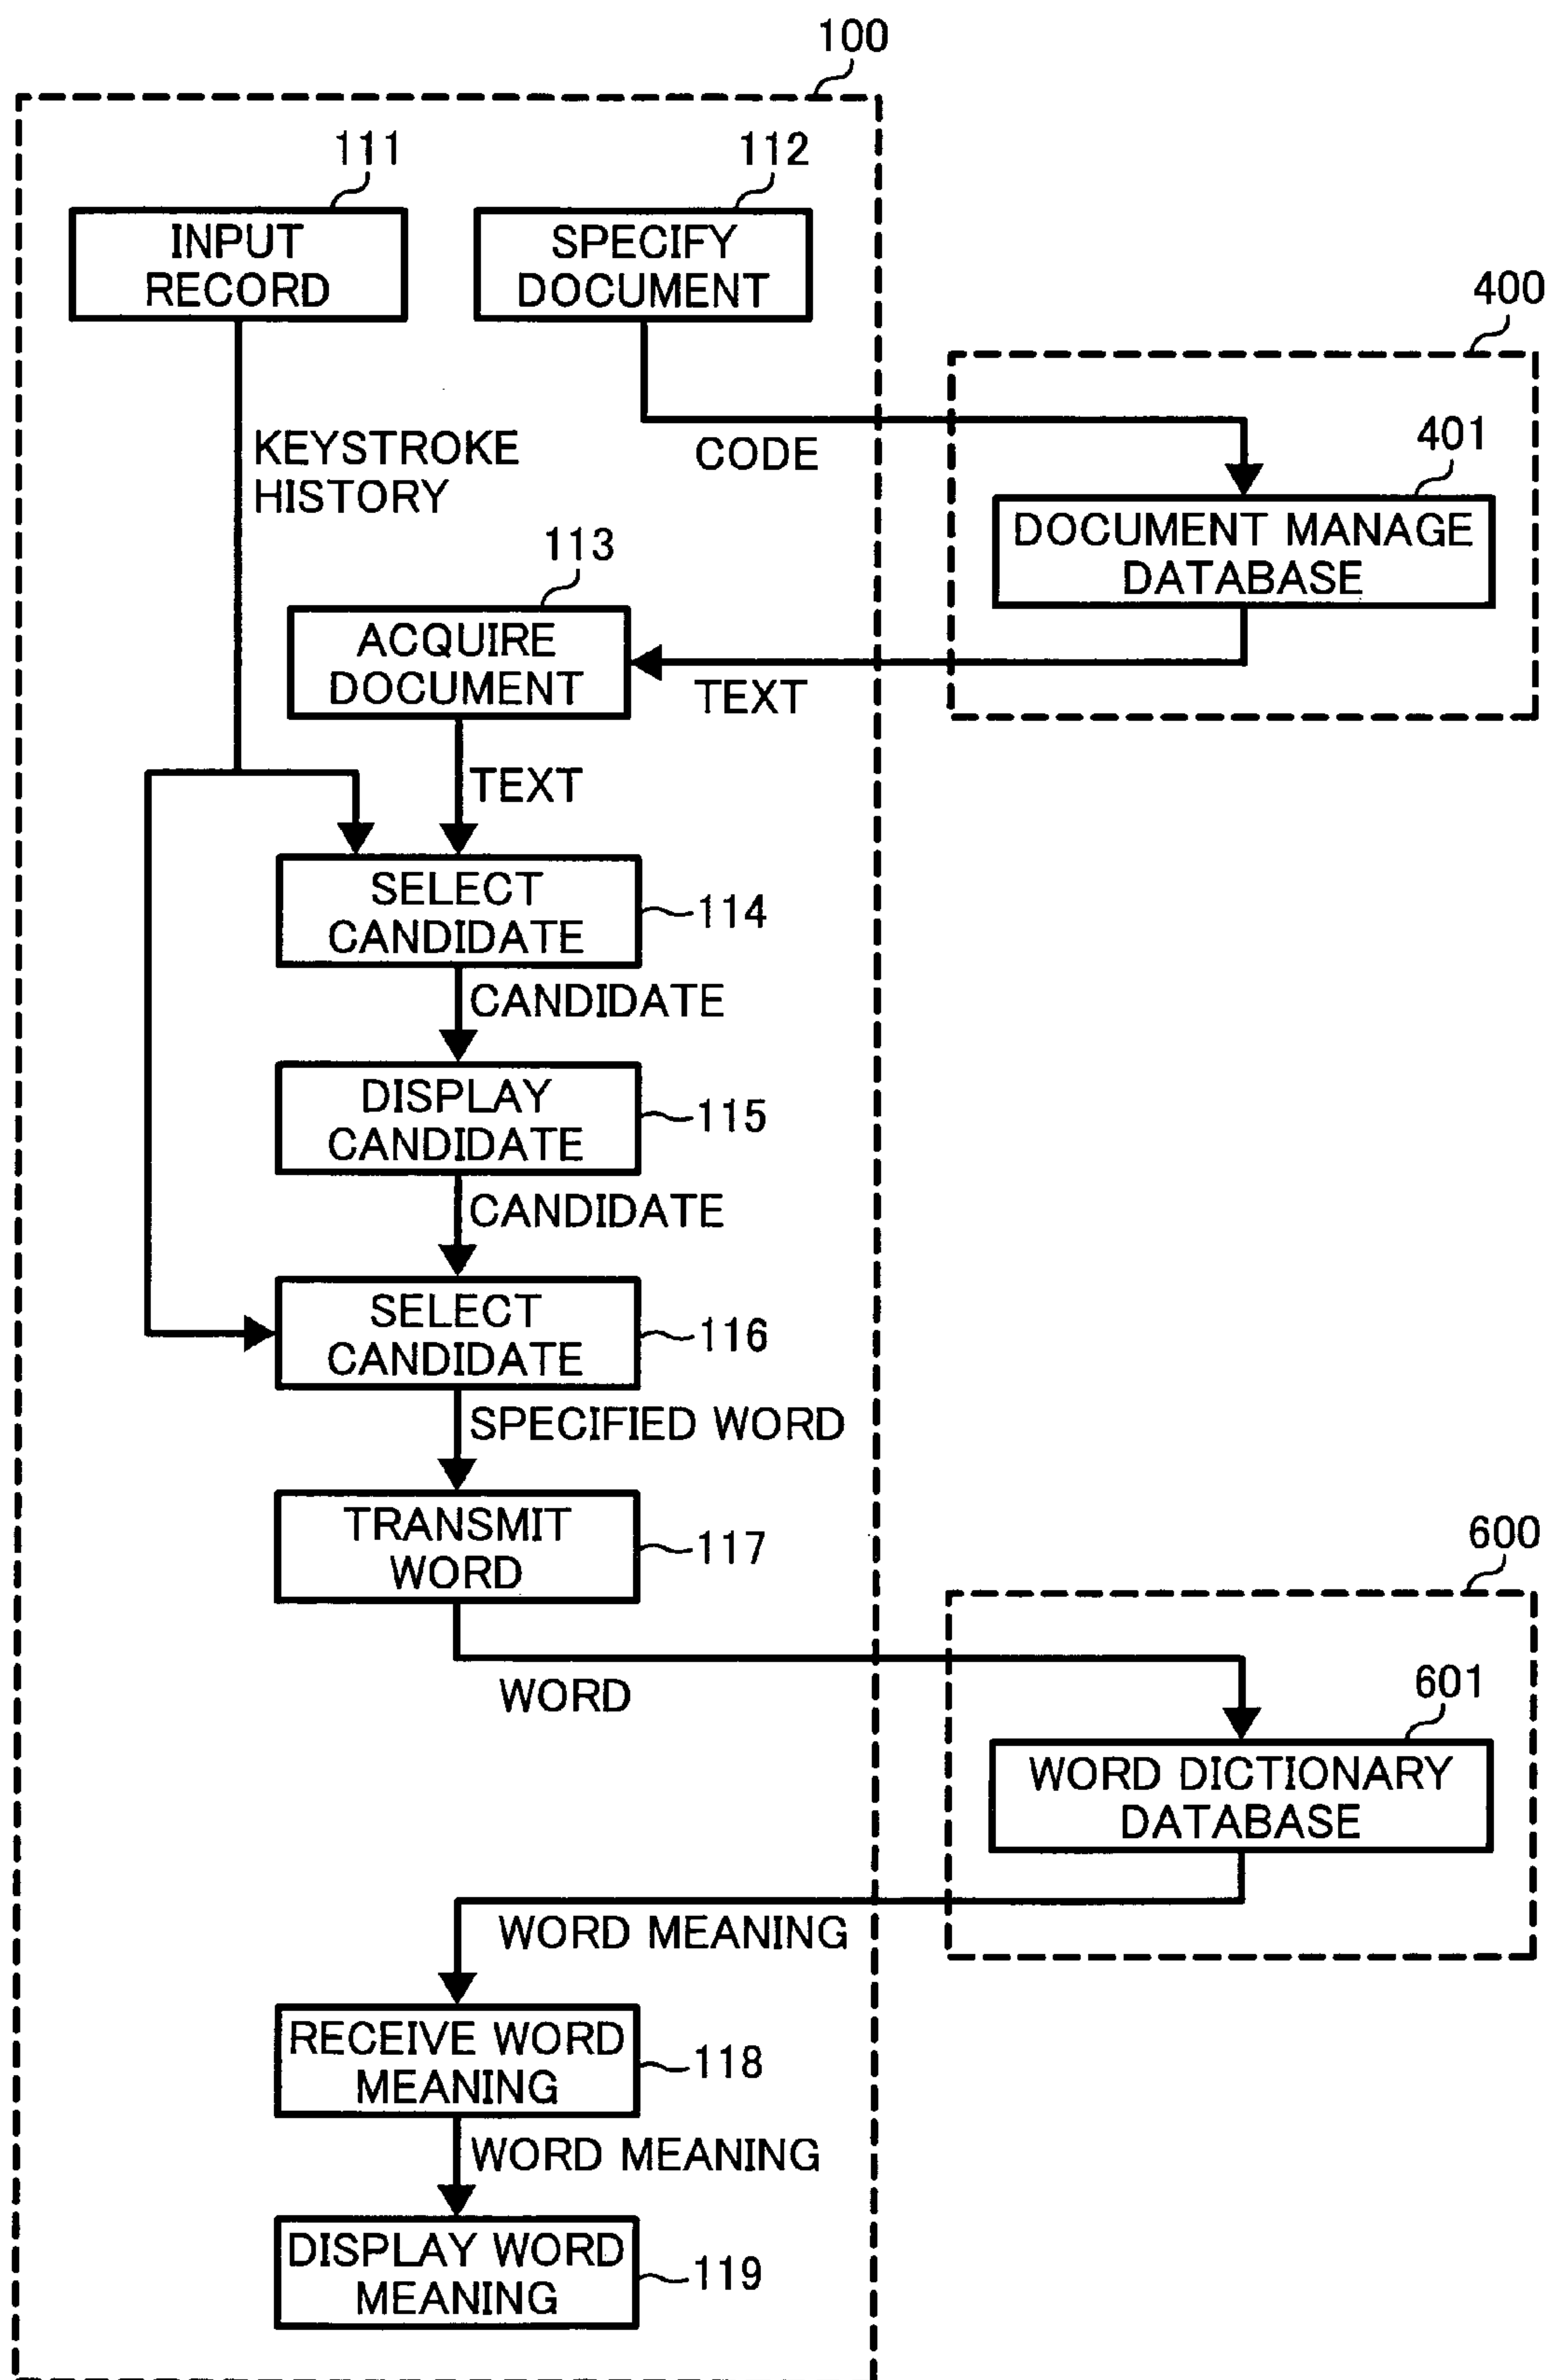 100
111
112
INPUT
RECORD
SPECIFY
DOCUMENT
400
KEYSTROKE
HISTORY
CODE
401
DOCUMENT MANAGE
DATABASE
113
ACQUIRE
DOCUMENT
TEXT
TEXT
SELECT
CANDIDATE
114
CANDIDATE
DISPLAY
CANDIDATE
115
CANDIDATE
SELECT
CANDIDATE
116
SPECIFIED WORD
TRANSMIT
WORD
117
600
WORD
601
WORD DICTIONARY
DATABASE
WORD MEANING
RECEIVE WORD
MEANING
118
WORD MEANING
DISPLAY WORD
MEANING
119